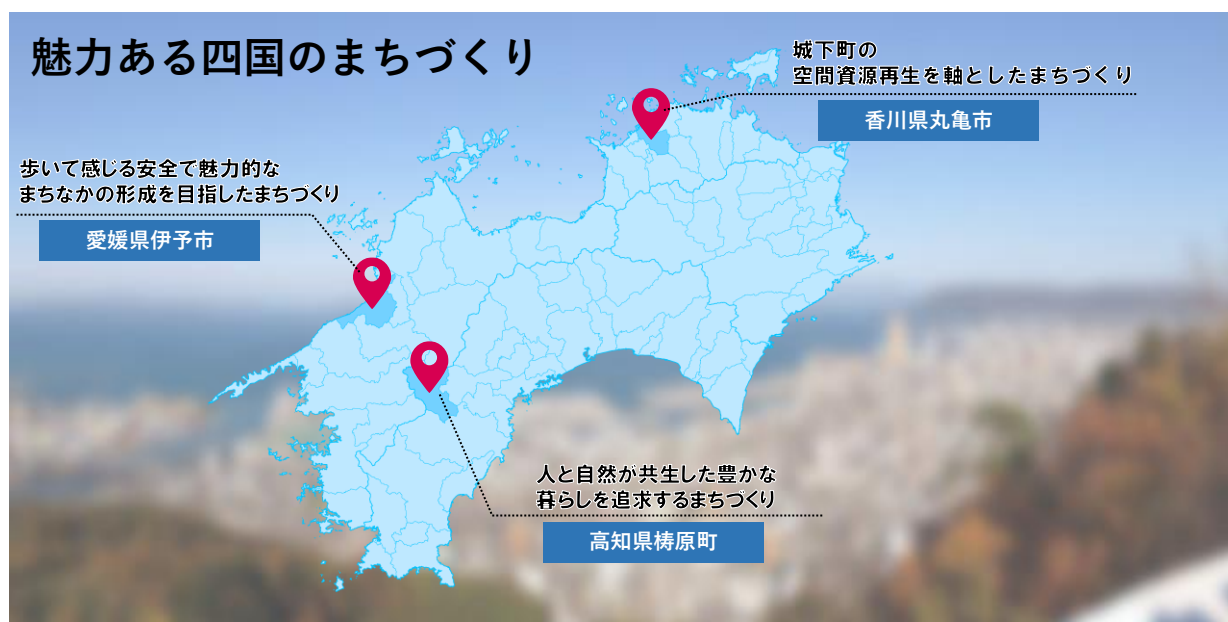 魅力ある四国のまちづくり
城下町の
空間資源再生を軸としたまちづくり
香川県丸亀市
歩いて感じる安全で魅力的な
まちなかの形成を目指したまちづくり
愛媛県伊予市
人と自然が共生した豊かな
暮らしを追求するまちづくり
高知県梼原町